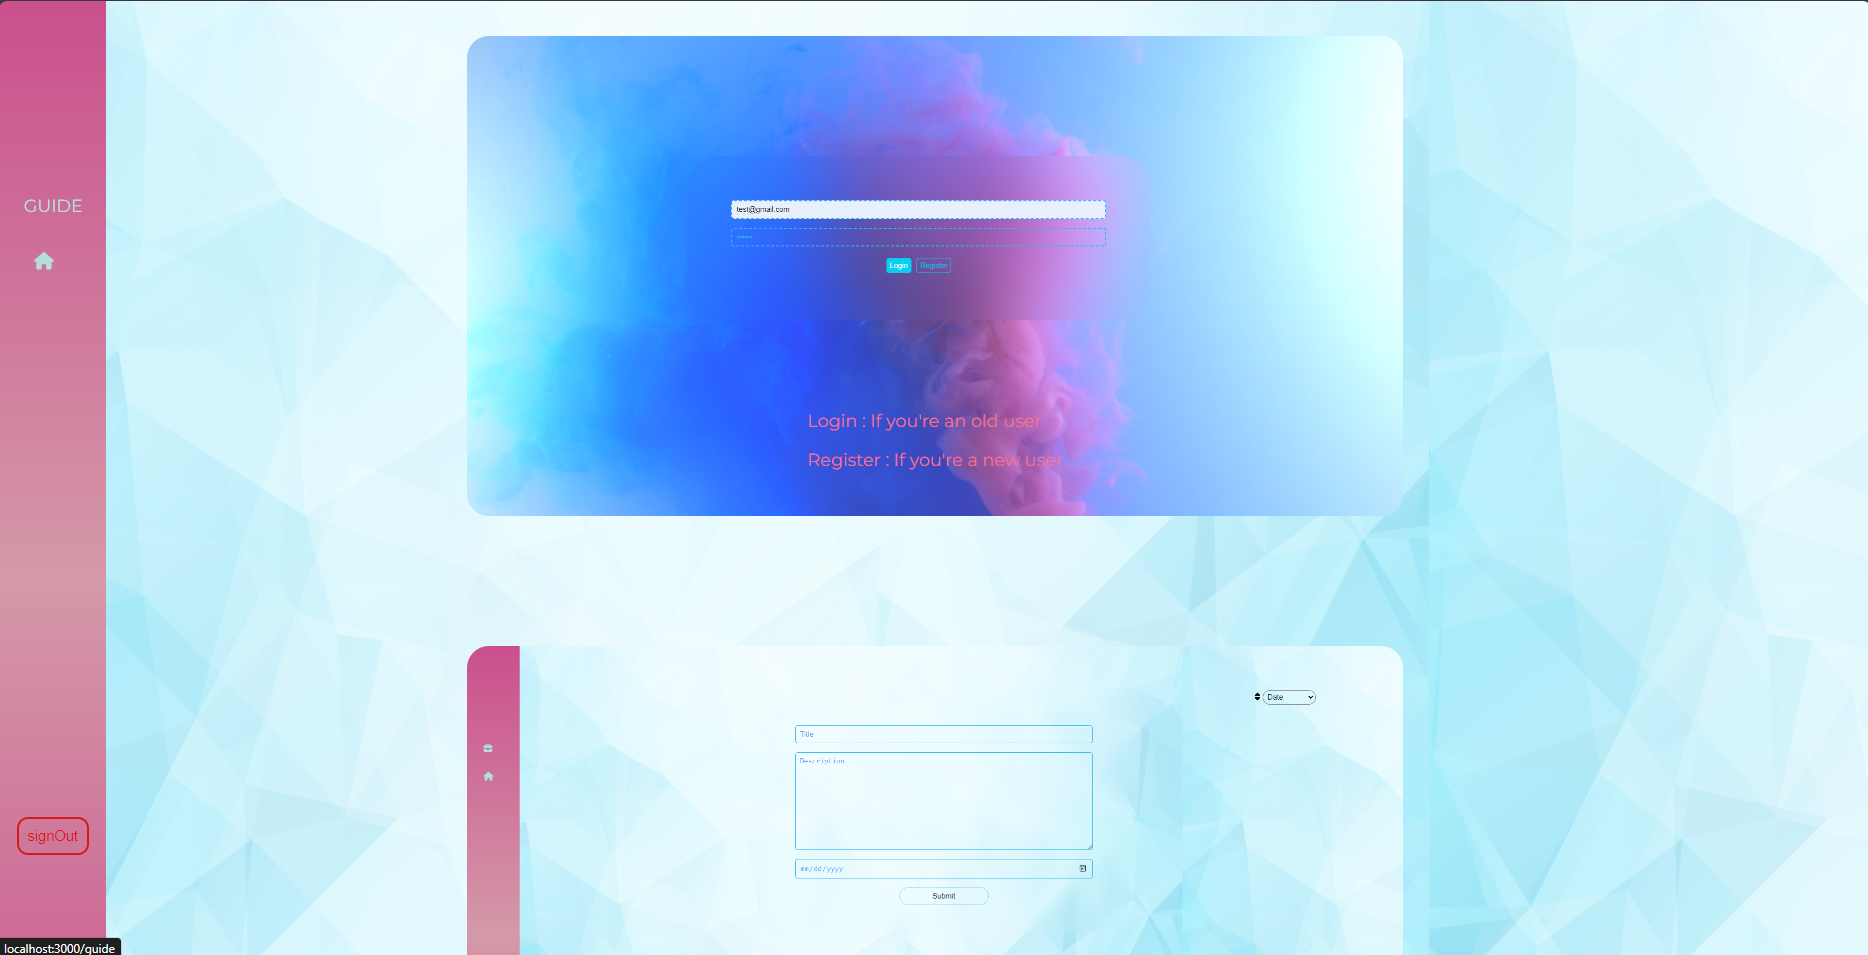 GUIDE
signOut
test@gmail.com
Login Register
Login : If you're an old user
Register : If you're a new user
Date
Title
Description
mm/dd/yyyy
Submit
localhost:3000/guide